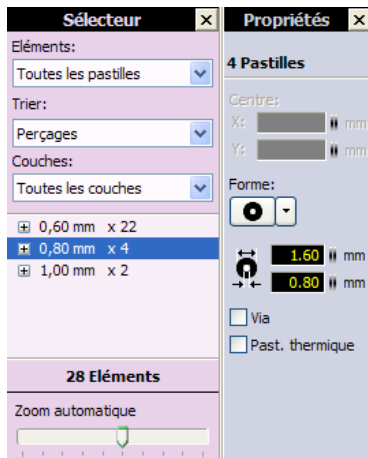 Sélecteur
Eléments:
Toutes les pastilles
Trier:
Perçages
Couches:
Toutes les couches
0,60 mm x 22
0,80 mm x 4
1,00 mm x 2
28 Eléments
Zoom automatique
Propriétés
4 Pastilles
Centre:
X: mm
Y: mm
Forme:
1.60 mm
0.80 mm
Via
Past. thermique